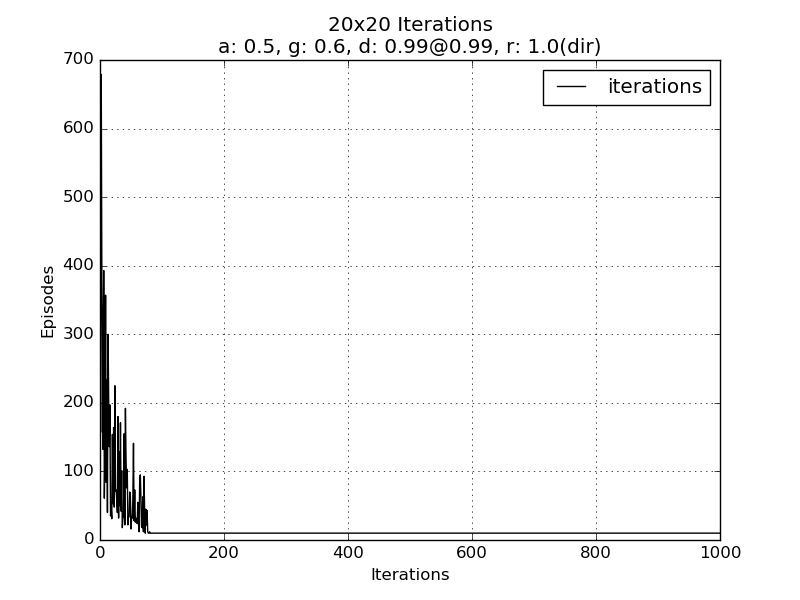 20x20 Iterations
a: 0.5, g: 0.6, d: 0.99@0.99, r: 1.0(dir)
iterations
700
600
500
400
300
200
100
0
Episodes
0 200 400 600 800 1000
Iterations